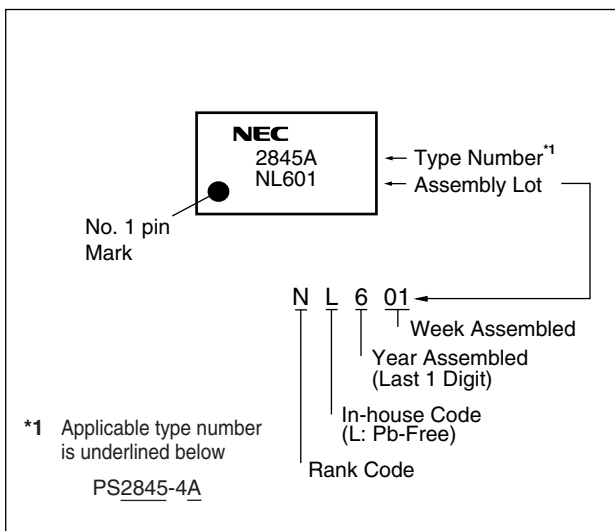 NEC
2845A
NL601
Type Number*1
Assembly Lot
No. 1 pin
Mark
N L 6 01
Week Assembled
Year Assembled
(Last 1 Digit)
In-house Code
(L: Pb-Free)
Rank Code
*1 Applicable type number
is underlined below
PS2845-4A